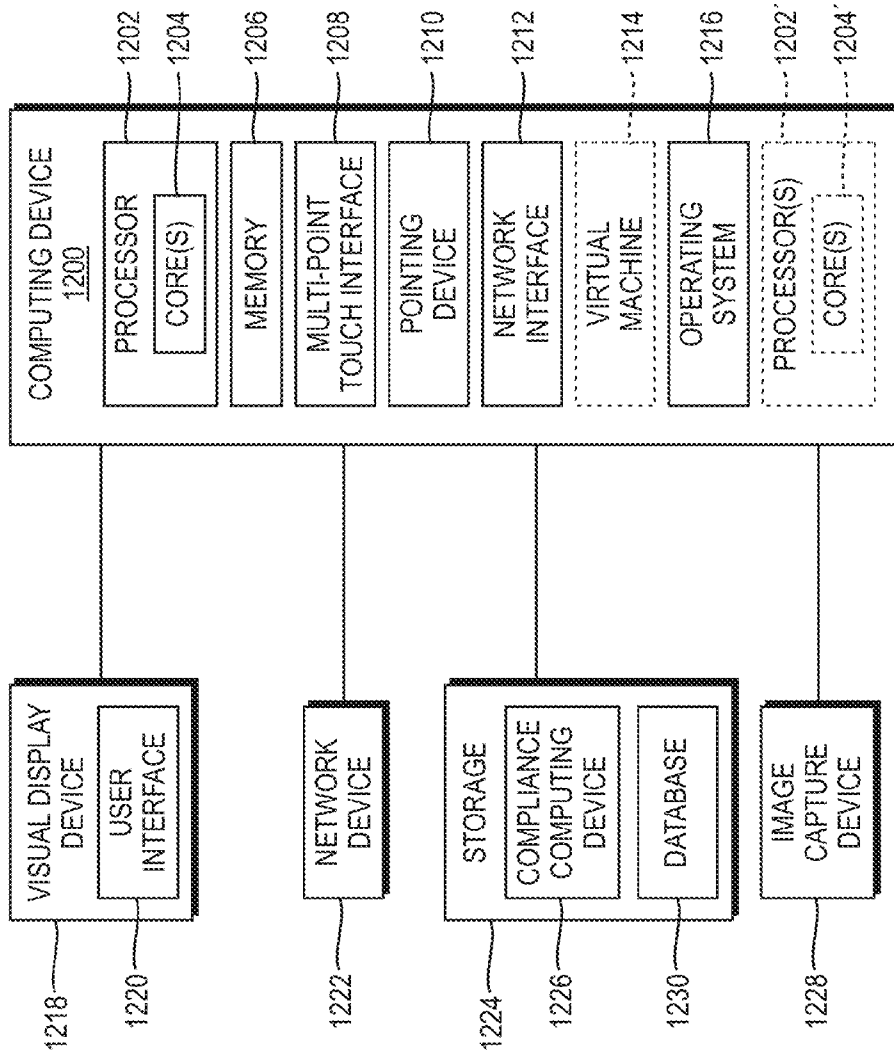 COMPUTING DEVICE
1200
PROCESSOR
CORE(S)
MEMORY
MULTI-POINT
TOUCH INTERFACE
POINTING
DEVICE
NETWORK
INTERFACE
VIRTUAL
MACHINE
OPERATING
SYSTEM
PROCESSOR(S)
CORE(S)
1202
1204
1206
1208
1210
1212
1214
1216
1202'
1204'
VISUAL DISPLAY
DEVICE
USER
INTERFACE
NETWORK
DEVICE
STORAGE
COMPLIANCE
COMPUTING
DEVICE
DATABASE
IMAGE
CAPTURE
DEVICE
1218
1220
1222
1224
1226
1230
1228